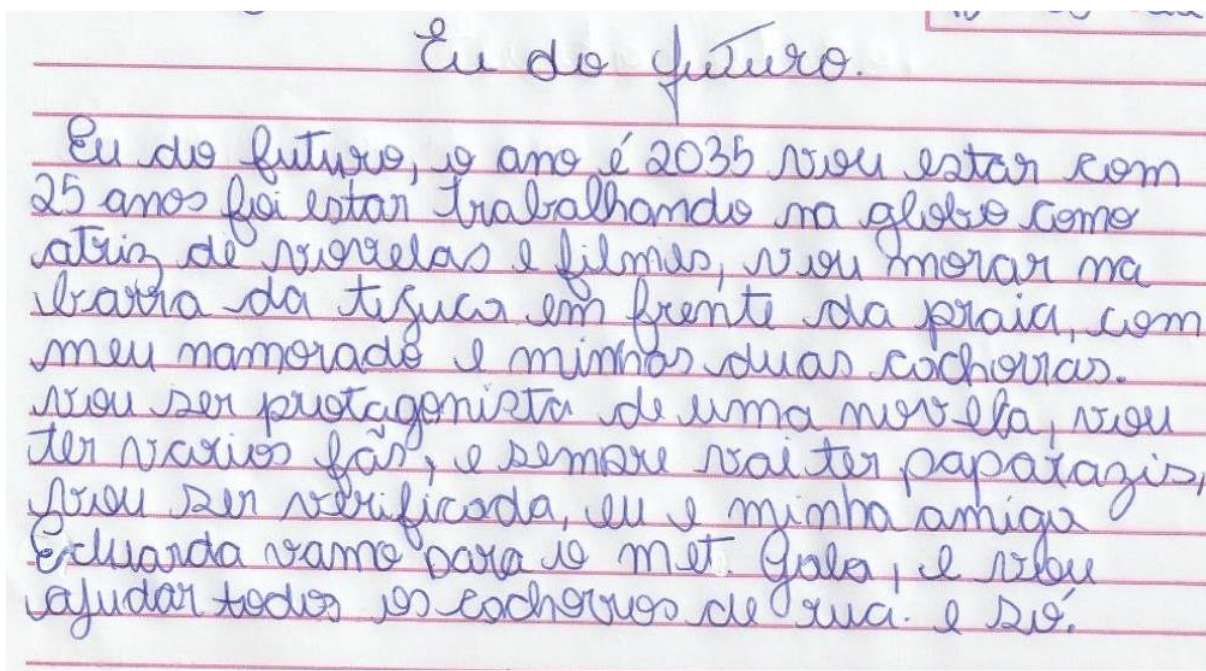 Eu do futuro.
Eu do futuro, o ano é 2035 vou estar com
25 anos foi estar trabalhando na globo como
atriz de novelas e filmes, vou morar na
barra da tijuca em frente da praia, com
meu namorado e minhas duas cachorras.
vou ser protagonista de uma novela, vou
ter varios fãs, e sempre vai ter paparazis,
vou ser verificada, eu e minha amiga
Eduarda vamo para o met Gala, e vou
ajudar todos os cachorros de rua. e só.